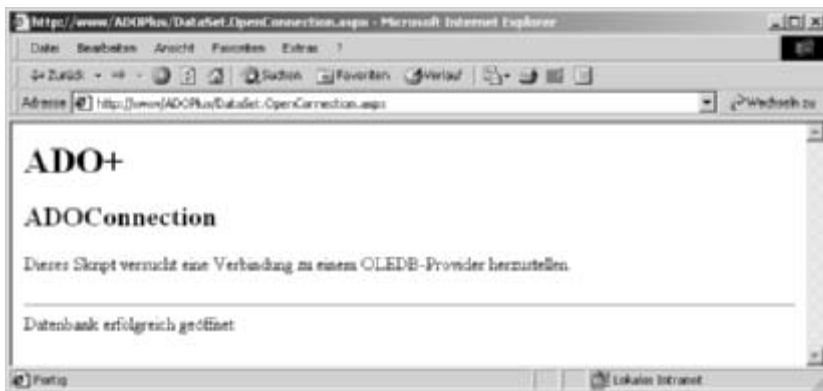 http://www/ADOPlus/DataSet.OpenConnection.aspx - Microsoft Internet Explorer
Datei Bearbeiten Ansicht Favoriten Extras ?
Zurück Suchen Favoriten Verlauf
Adresse http://www/ADOPlus/DataSet.OpenConnection.aspx Wechseln zu
ADO+
ADOConnection
Dieses Skript versucht eine Verbindung zu einem OLEDB-Provider herzustellen.
Datenbank erfolgreich geöffnet
Fertig Lokales Intranet